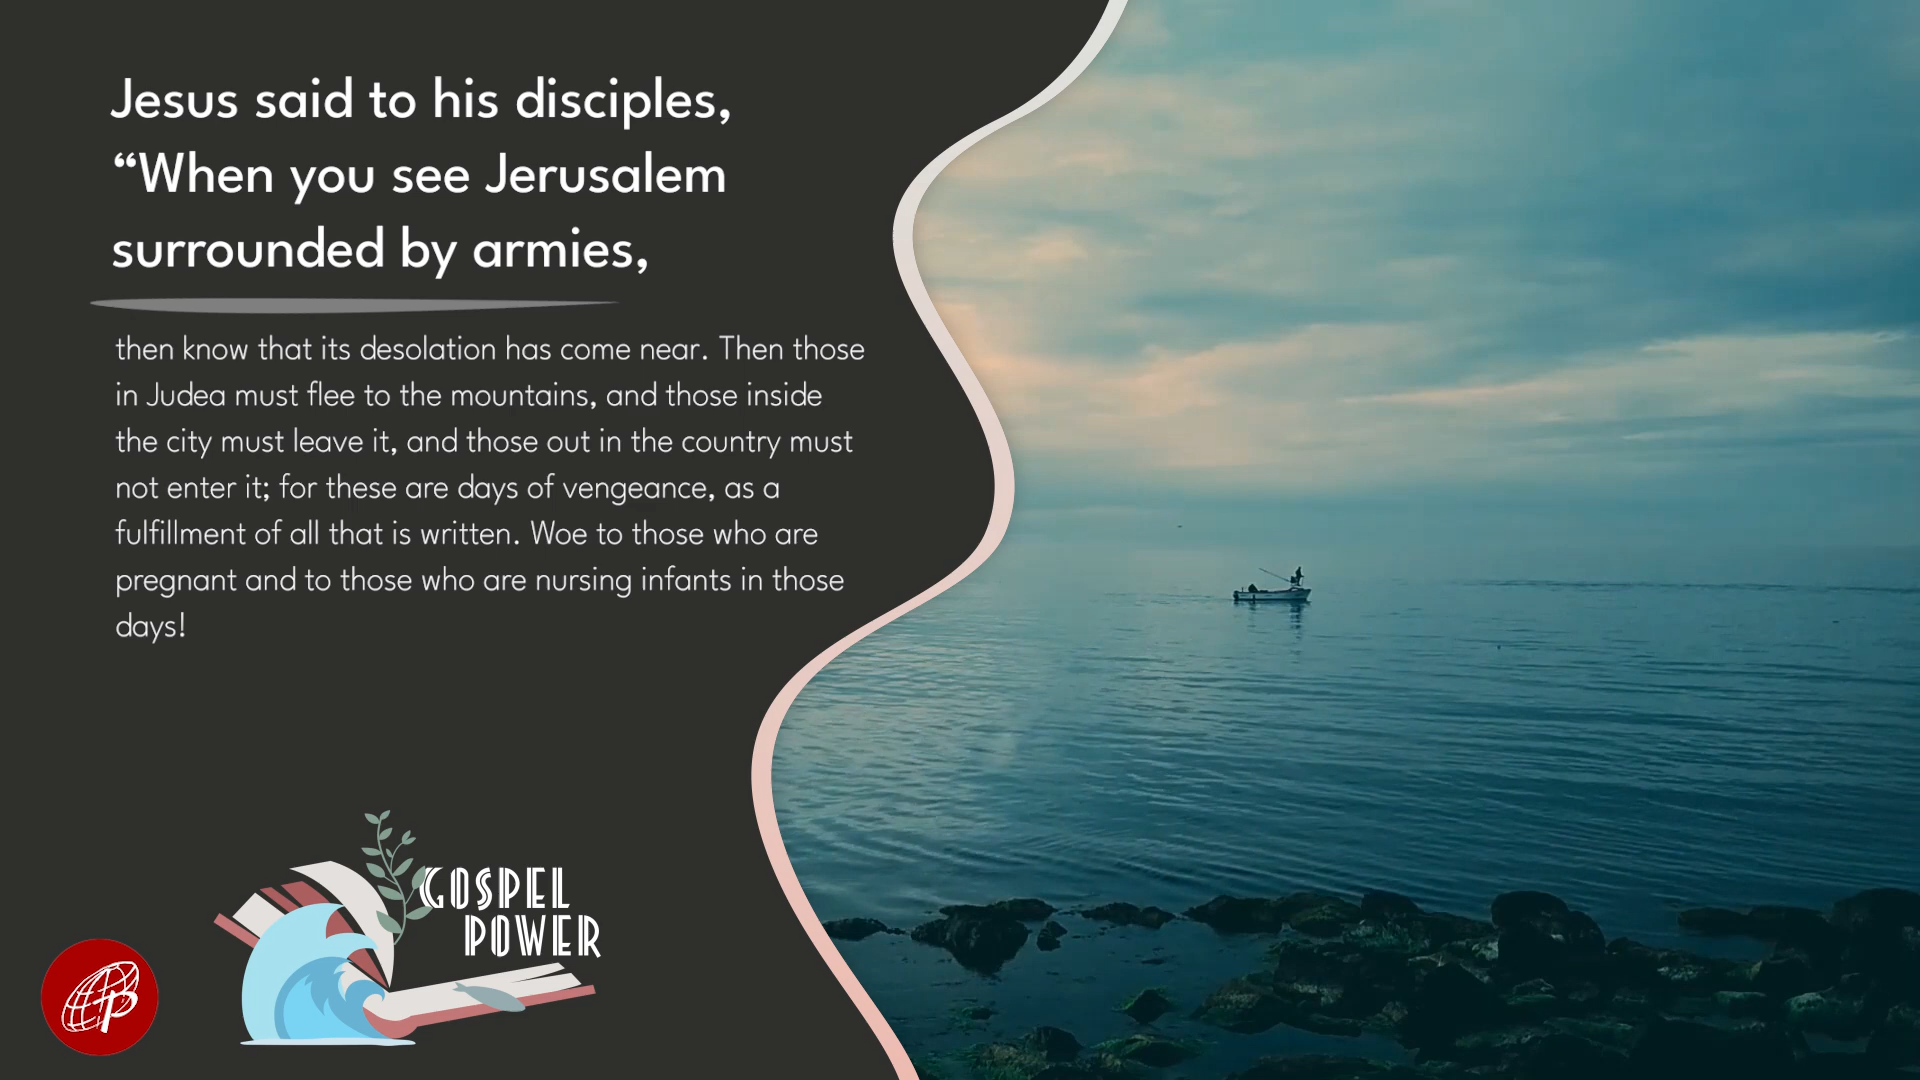 Jesus said to his disciples,
“When you see Jerusalem
surrounded by armies,
then know that its desolation has come near. Then those
in Judea must flee to the mountains, and those inside
the city must leave it, and those out in the country must
not enter it; for these are days of vengeance, as a
fulfillment of all that is written. Woe to those who are
pregnant and to those who are nursing infants in those
days!
GOSPEL
POWER